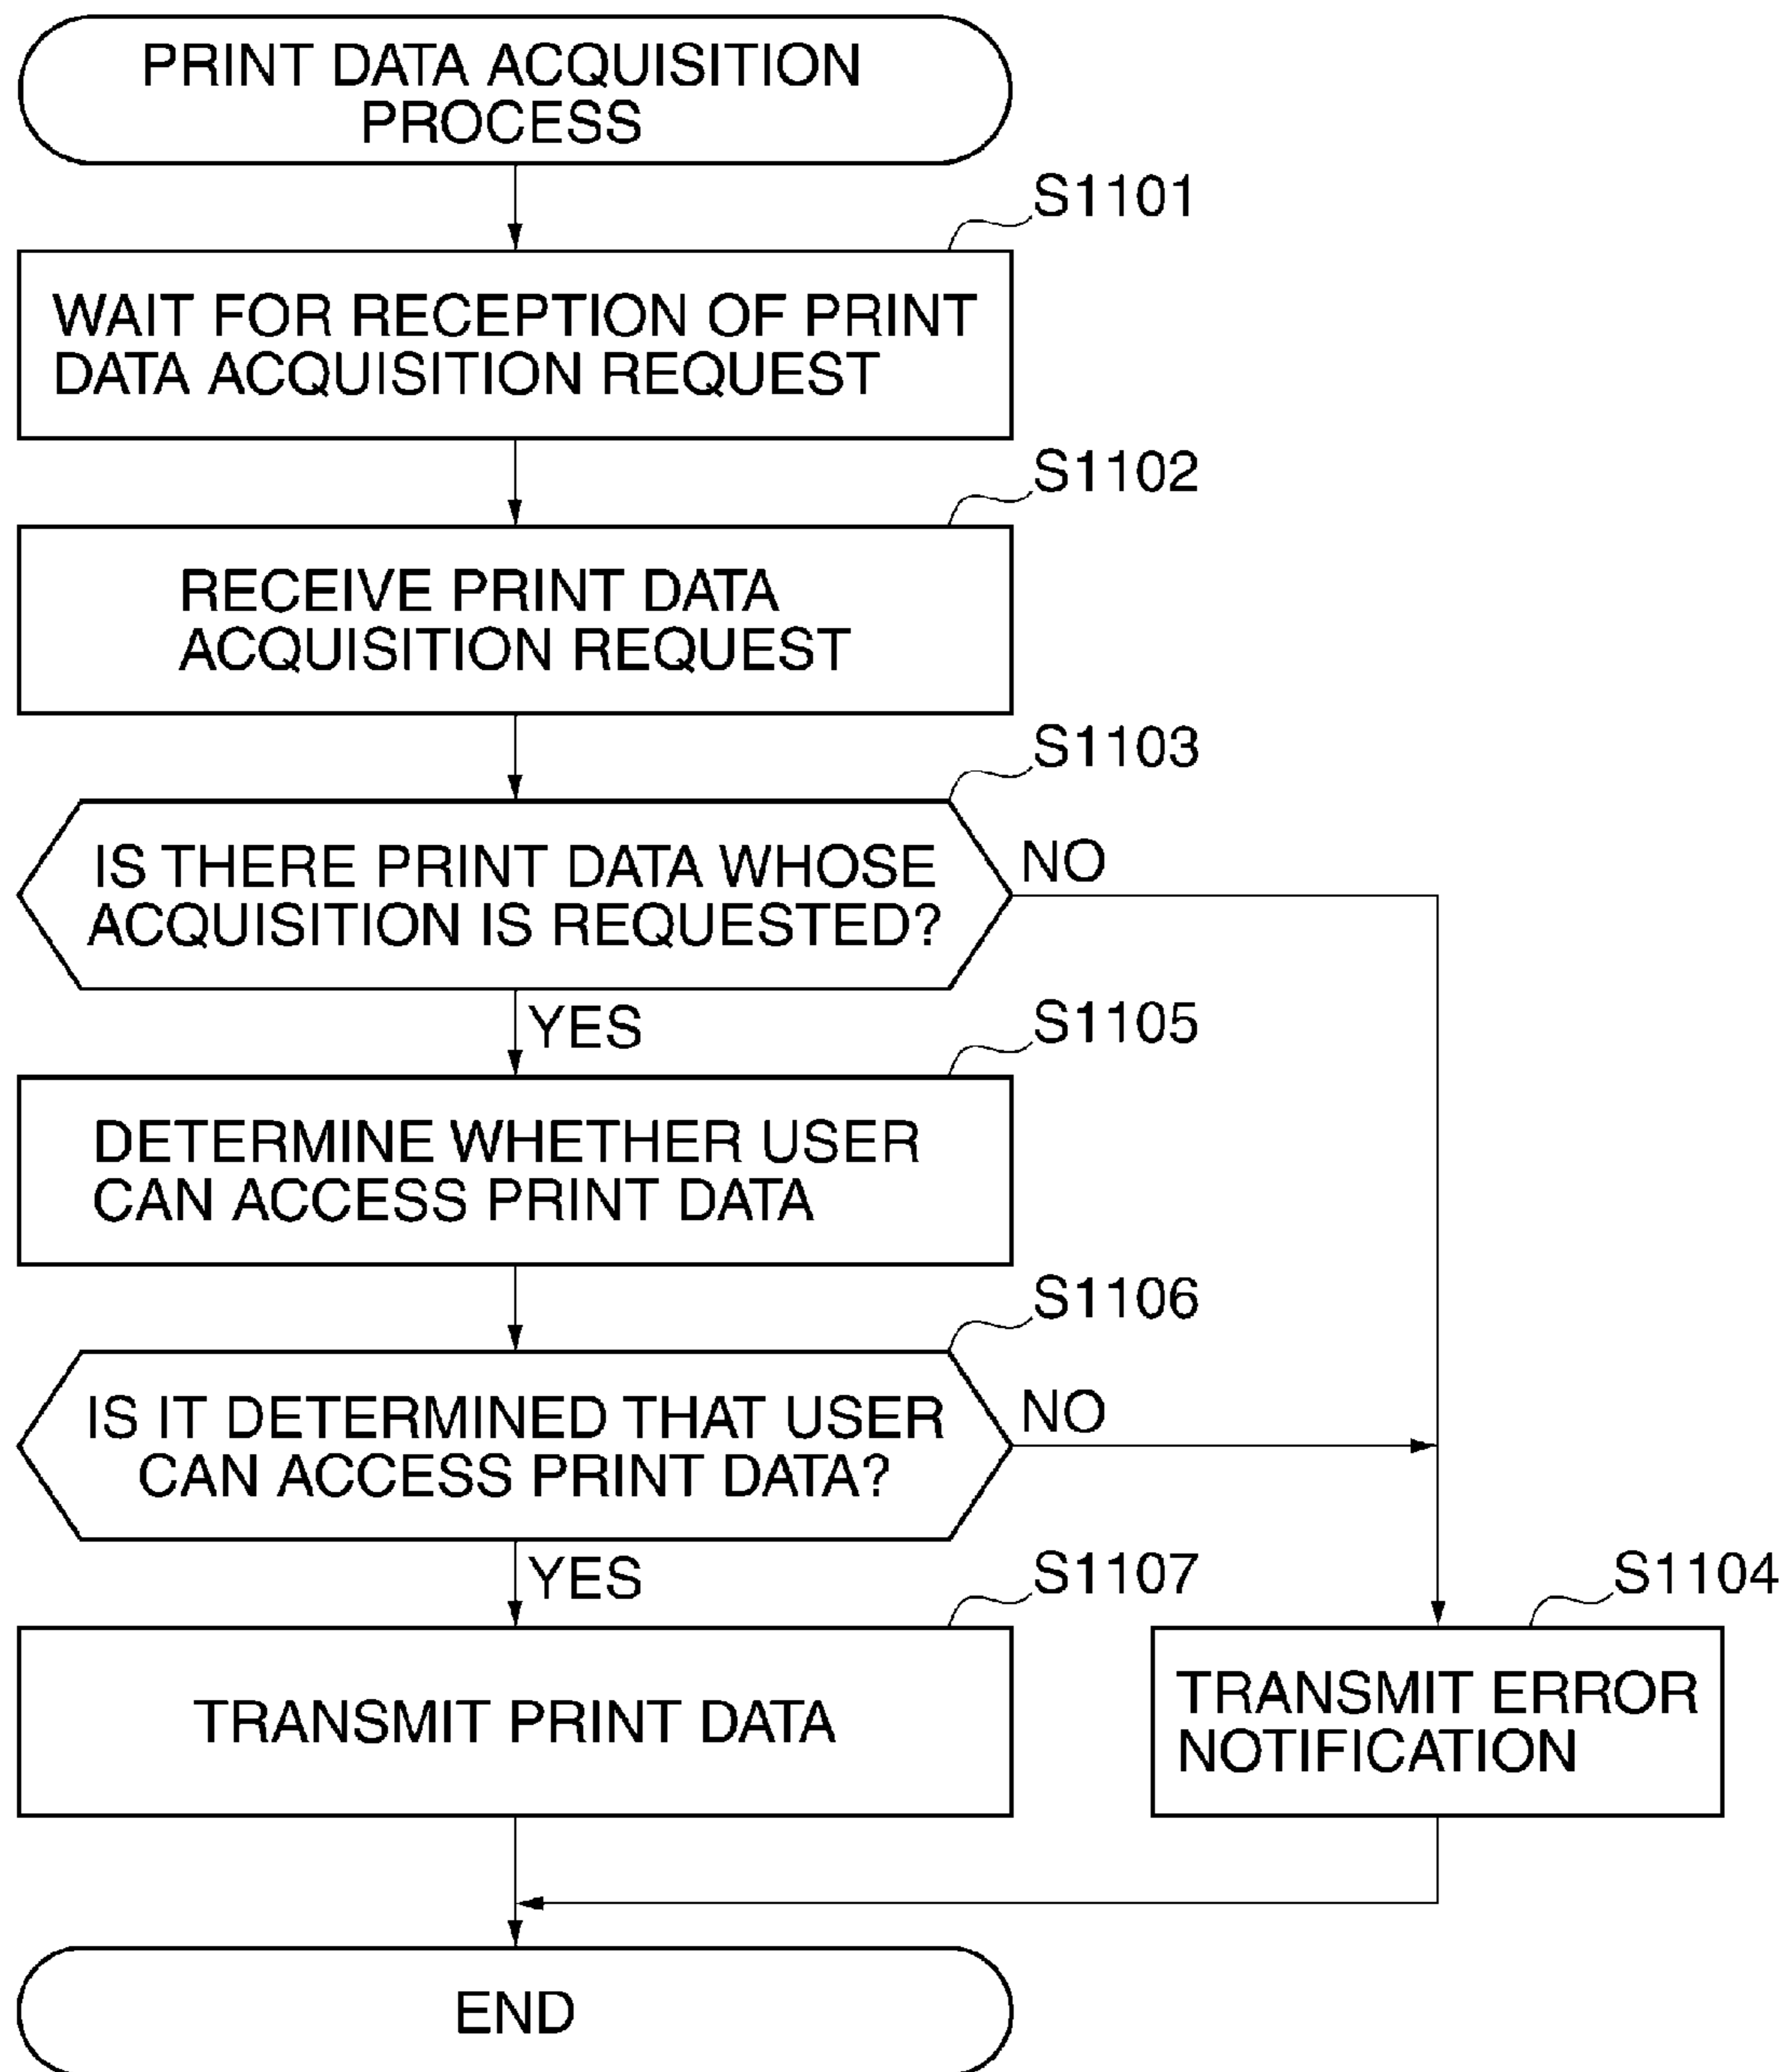 PRINT DATA ACQUISITION
PROCESS
S1101
WAIT FOR RECEPTION OF PRINT
DATA ACQUISITION REQUEST
S1102
RECEIVE PRINT DATA
ACQUISITION REQUEST
S1103
IS THERE PRINT DATA WHOSE
ACQUISITION IS REQUESTED?
NO
YES
S1105
DETERMINE WHETHER USER
CAN ACCESS PRINT DATA
S1106
IS IT DETERMINED THAT USER
CAN ACCESS PRINT DATA?
NO
YES
S1107
TRANSMIT PRINT DATA
S1104
TRANSMIT ERROR
NOTIFICATION
END